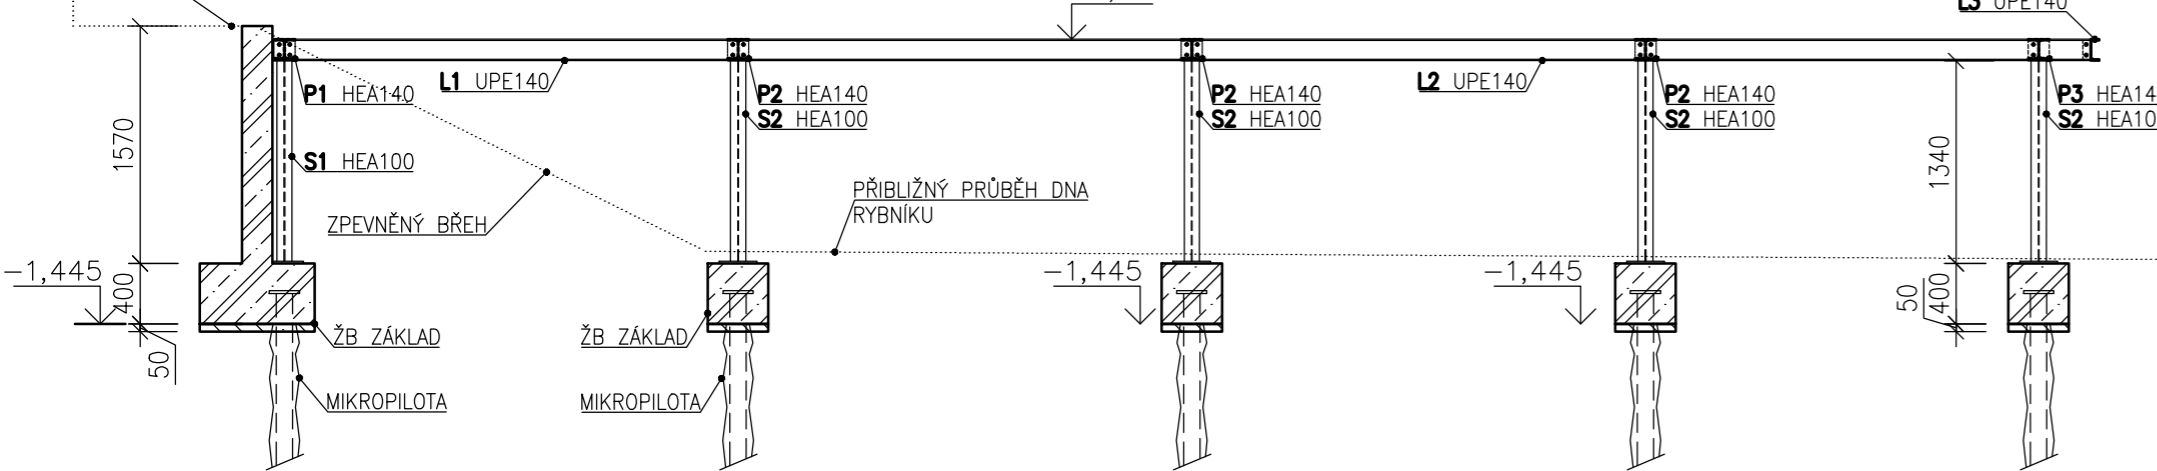 L3 UPE140
P1 HEA140
L1 UPE140
P2 HEA140
S2 HEA100
P2 HEA140
S2 HEA100
L2 UPE140
P2 HEA140
S2 HEA100
P3 HEA14
S2 HEA10
1570
S1 HEA100
1340
ZPEVNĚNÝ BŘEH
PŘIBLIŽNÝ PRŮBĚH DNA
RYBNÍKU
-1,445
400
50
-1,445
-1,445
50
400
ŽB ZÁKLAD
ŽB ZÁKLAD
MIKROPILOTA
MIKROPILOTA